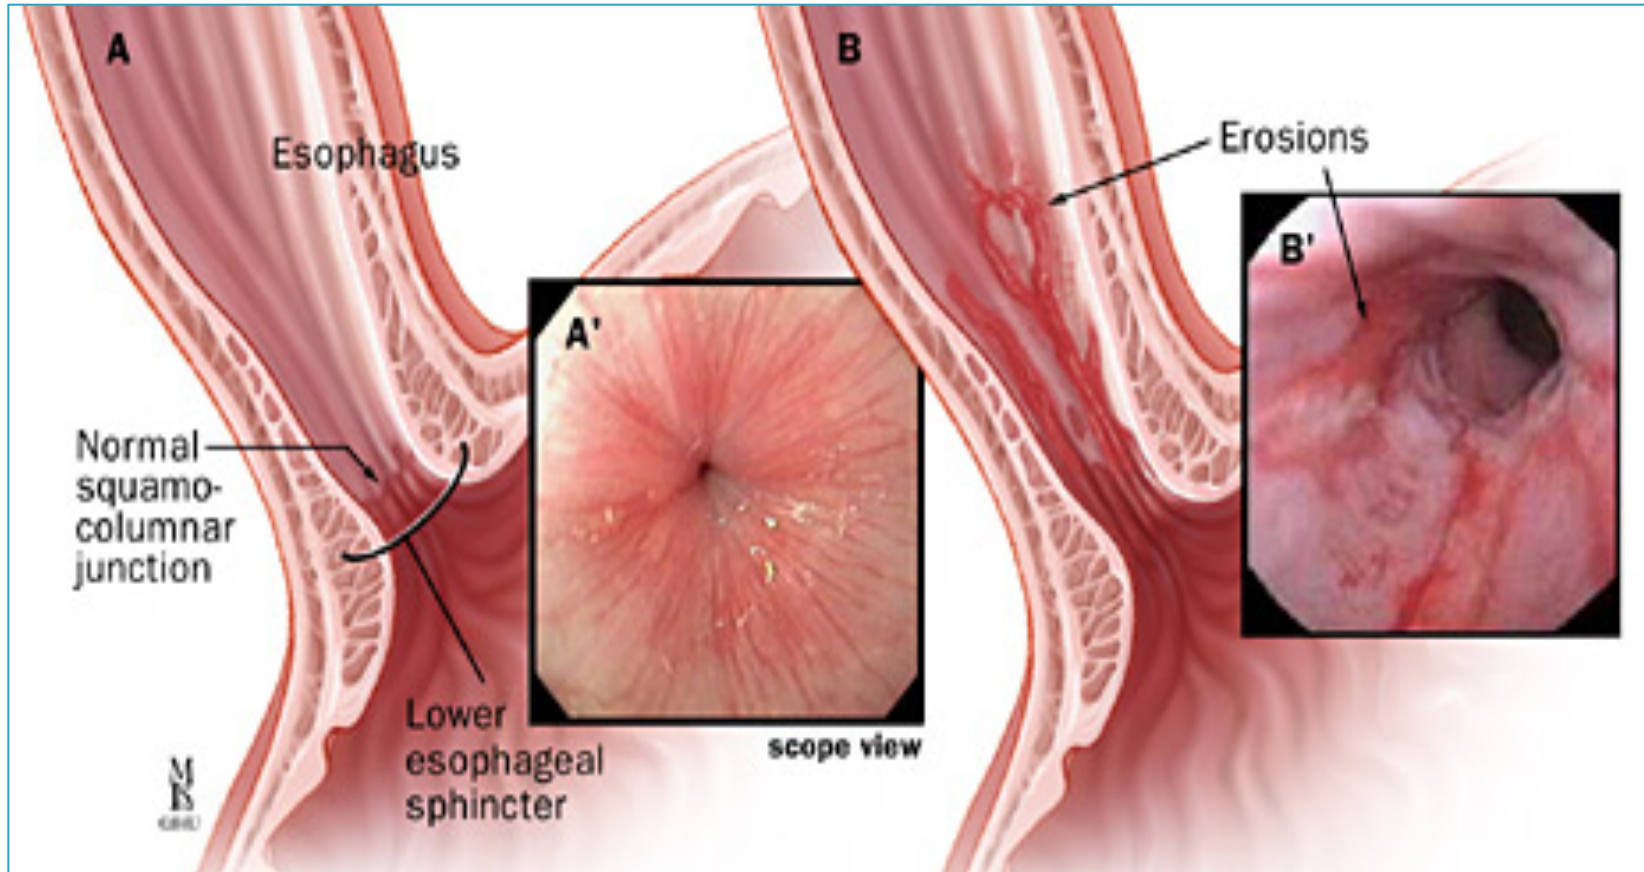 A
B
Esophagus
Erosions
A'
B'
Normal
squamo-
columnar
junction
Lower
esophageal
sphincter
scope view